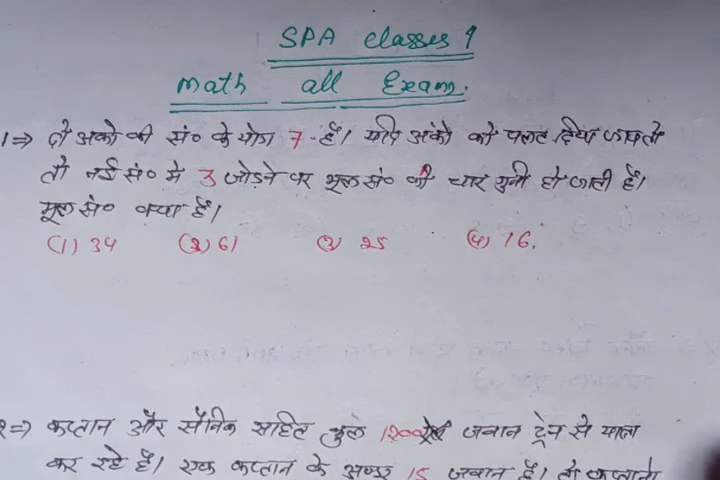 SPA classes 9
math all Exam.
1⇒ दो अंको की सं० के योग 7 है। यदि अंको को पलट दिया जाय तो
तो नई सं० मे 3 जोड़ने पर मूल सं० की चार गुनी हो जाती है।
मूल सं० क्या है।
(1) 34 (2) 61 (3) 25 (4) 16.
2⇒ कप्तान और सैनिक सहित कुल 1200 जवान ट्रेन से यात्रा
कर रहे है। एक कप्तान के अण्डर 15 जवान है। तो कप्तानो